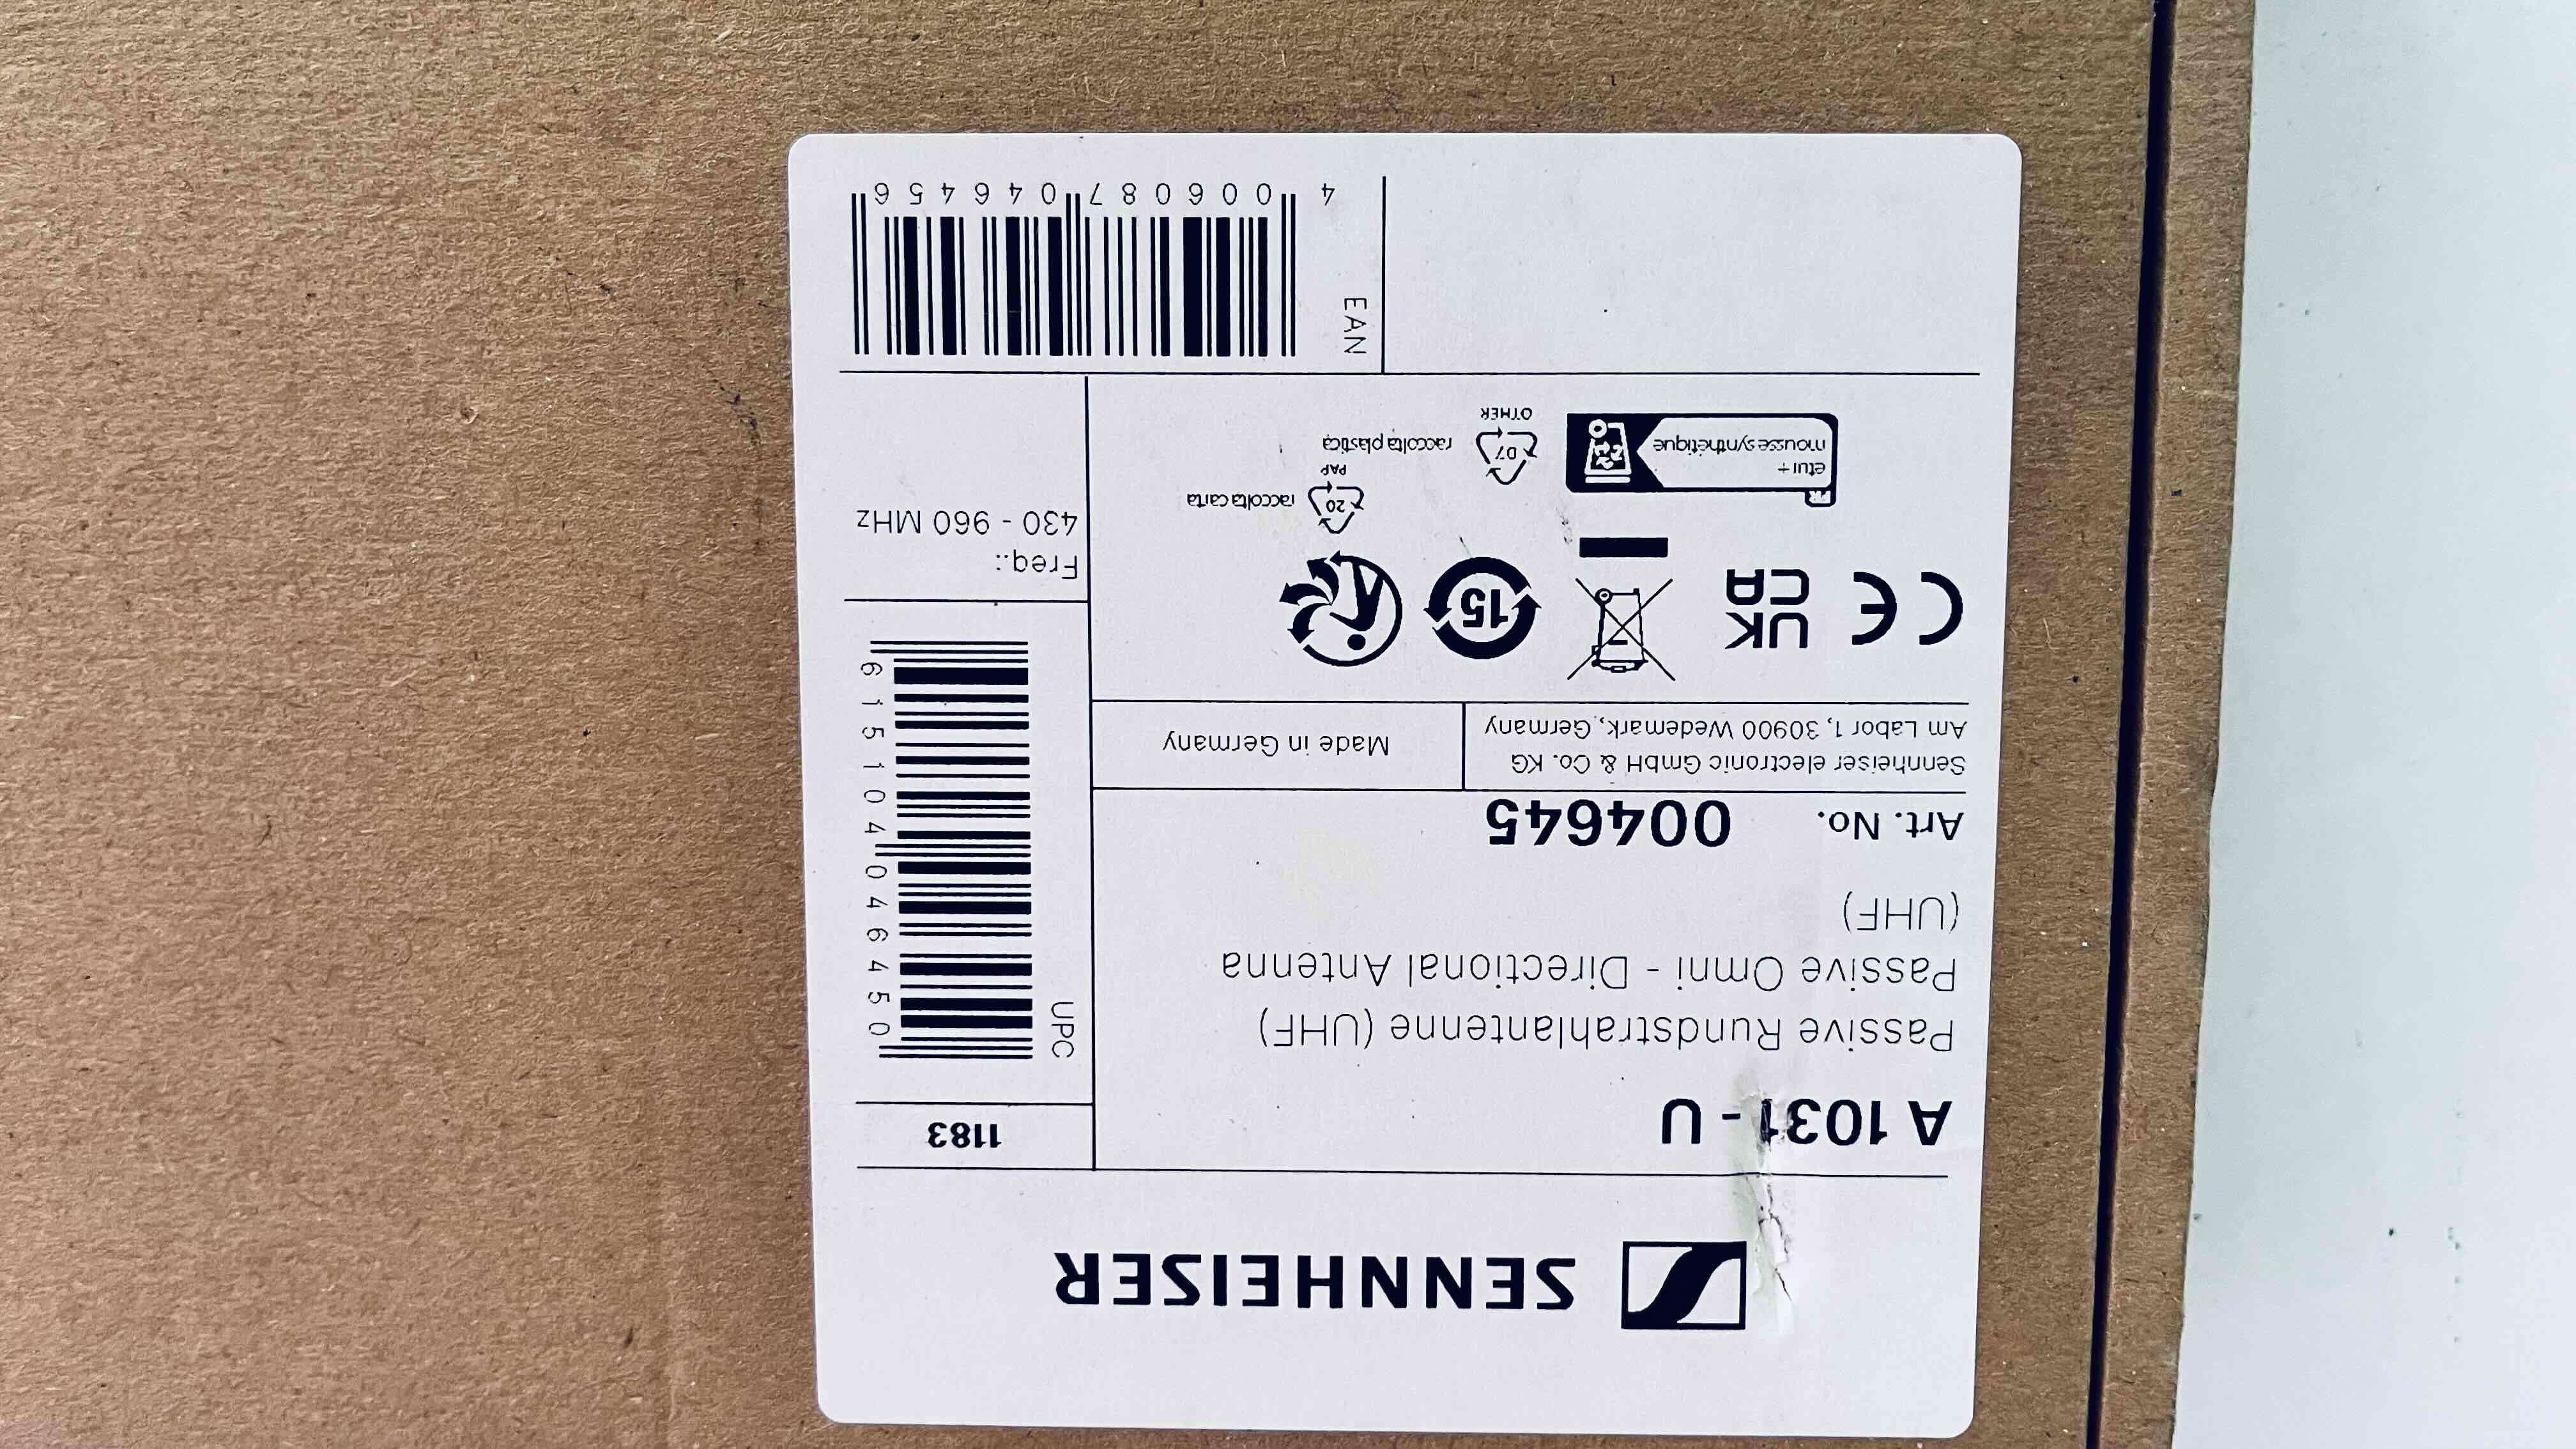 SENNHEISER
A 1031 - U
1183
Passive Rundstrahlantenne (UHF)
Passive Omni - Directional Antenna
(UHF)
Art. No. 004645
UPC
6 15104 04645 0
Sennheiser electronic GmbH & Co. KG
Am Labor 1, 30900 Wedemark, Germany
Made in Germany
CE
UK
CA
15
Freq.:
430 - 960 MHz
20
PAP
raccolta carta
FR
étui +
mousse synthétique
07
OTHER
raccolta plastica
EAN
4 006087 046456